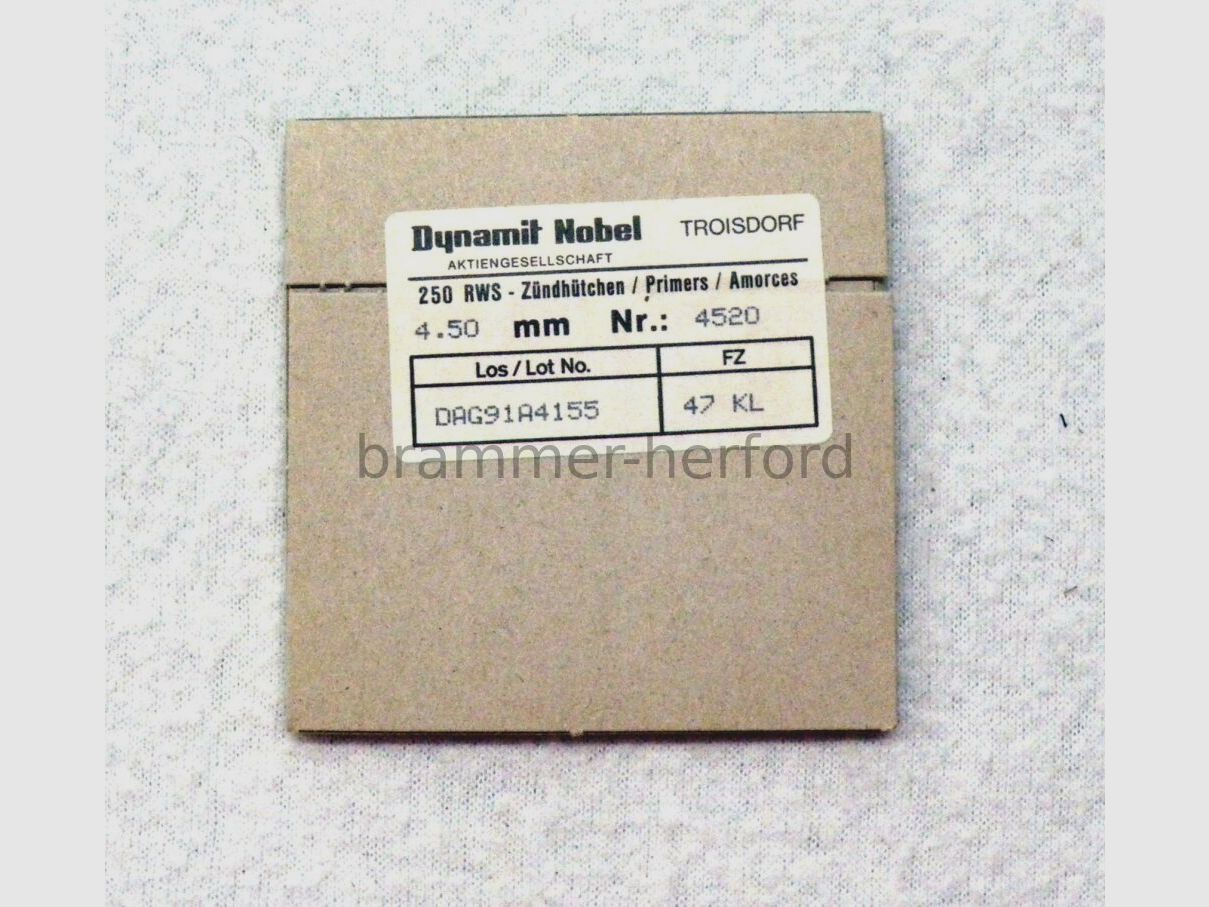 Dynamit Nobel TROISDORF
AKTIENGESELLSCHAFT
250 RWS - Zündhütchen / Primers / Amorces
4.50 mm Nr.: 4520
Los / Lot No. FZ
DAG91A4155 47 KL
brammer-herford